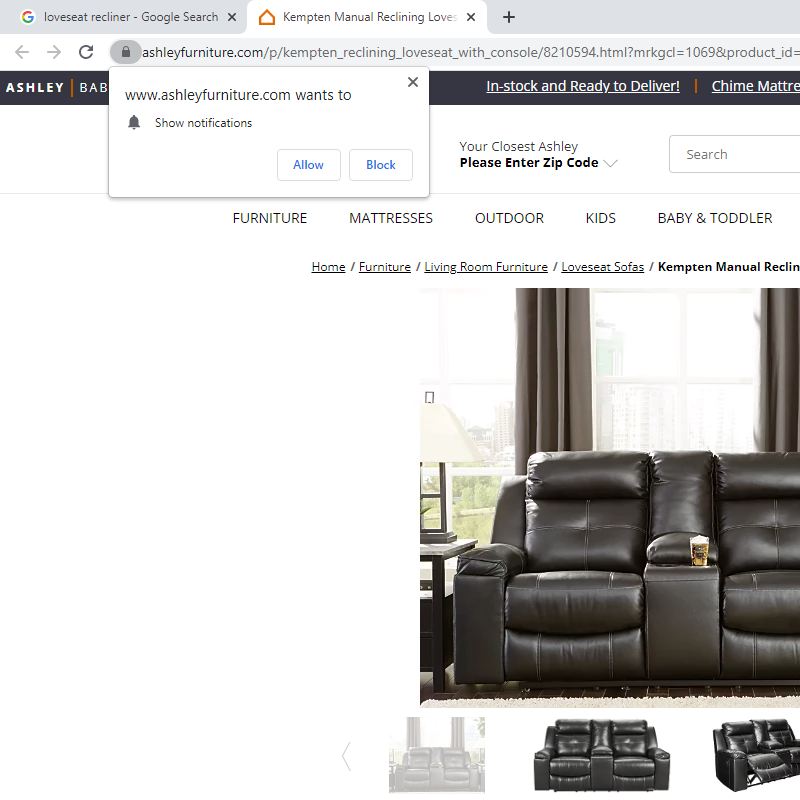 loveseat recliner - Google Search
Kempten Manual Reclining Loves
ashleyfurniture.com/p/kempten_reclining_loveseat_with_console/8210594.html?mrkgcl=1069&product_id=
ASHLEY | BAB
In-stock and Ready to Deliver! | Chime Mattre
www.ashleyfurniture.com wants to
Show notifications
Allow Block
Your Closest Ashley
Please Enter Zip Code
Search
FURNITURE MATTRESSES OUTDOOR KIDS BABY & TODDLER
Home / Furniture / Living Room Furniture / Loveseat Sofas / Kempten Manual Reclin